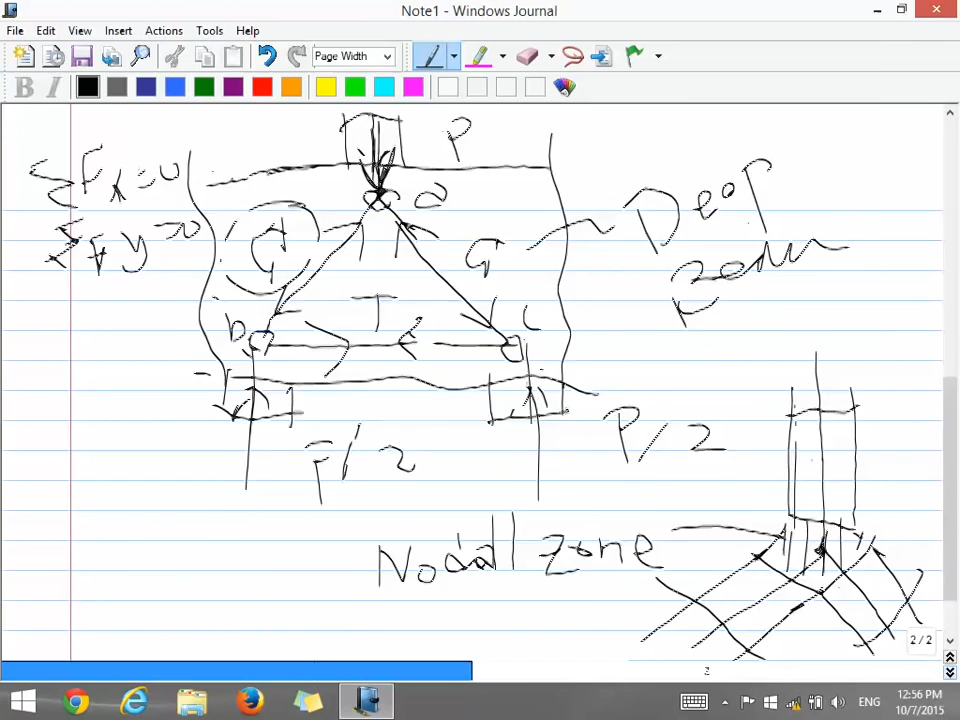 Note1 - Windows Journal
File Edit View Insert Actions Tools Help
Page Width
B I
P
ΣFx=0
a
ΣFy=0
Deep
beam
T
b
c
P/2
P/2
Nodal zone
2 / 2
2
ENG
12:56 PM
10/7/2015